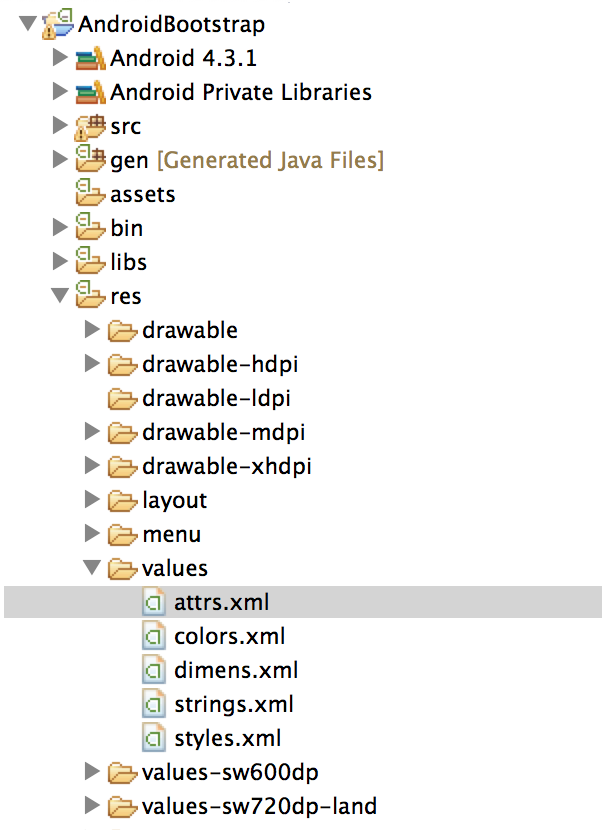 AndroidBootstrap
Android 4.3.1
Android Private Libraries
src
gen [Generated Java Files]
assets
bin
libs
res
drawable
drawable-hdpi
drawable-ldpi
drawable-mdpi
drawable-xhdpi
layout
menu
values
attrs.xml
colors.xml
dimens.xml
strings.xml
styles.xml
values-sw600dp
values-sw720dp-land